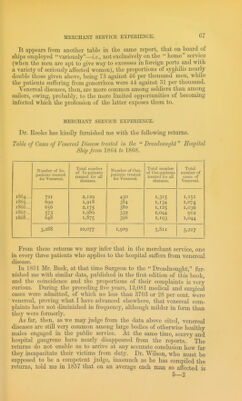 MERCHANT SERVICE EXPERIENCE. 67
It appears from another table in the same report, that on board of
ships employed "variously"—i.e., not exclusively on the "home" service
(when the men are apt to give way to excesses in foreign ports and with
a variety of seriously affected women), the proportions of syphilis nearly
double those given above, being 73 against 46 per thousand men, while
the patients suffering from gonorrhœa were 44 against 31 per thousand.
Venereal diseases, then, are more common among soldiers than among
sailors, owing, probably, to the more limited opportunities of becoming
infected which the profession of the latter exposes them to.
MERCHANT SERVICE EXPERIENCE.
Dr. Rooke has kindly furnished me with the following returns.
Table of Cases of Venereal Disease treated in the "Dreadnought" Hospital
Ship from 1864 to 1868.
Number of In-patients treated for Venereal.
Total number of In-patients treated for all diseases.
Number of Out-patients treated for Venereal.
Total number of Out-patients treated for all diseases.
Total number of cases of Venereal.
1864 721 2,129 430 1,315 1,151
1865 690 1,918 384 1,174 1,074
1866 656 2,175 380 1,125 1,036
1867 573 1,980 339 1,044 912
1868 648 1,875 396 1,153 1,044
3,288 10,077 1,929 5,811 5,217
From these returns we may infer that in the merchant service, one
in every three who applies to the hospital suffers from venereal
disease.
In 1851 Mr. Busk, at that time Surgeon to the "Dreadnought," fur-
nished me with similar data, published in the first edition of this book,
and the coincidence and the proportions of their complaints is very
curious. During the preceding five years, 13,081 medical and surgical
cases were admitted, of which no less than 3703 or 28 per cent. were
venereal, proving what I have advanced elsewhere, that venereal com-
plaints have not diminished in frequency, although milder in form than
they were formerly.
As far, then, as we may judge from the data above cited, venereal
diseases are still very common among large bodies of otherwise healthy
males engaged in the public service. At the same time, scurvy and
hospital gangrene have nearly disappeared from the reports. The
returns do not enable us to arrive at any accurate conclusion how far
they incapacitate their victims from duty. Dr. Wilson, who must be
supposed to be a competent judge, inasmuch as he has compiled the
returns, told me in 1857 that on an average each man so affected is
5—2